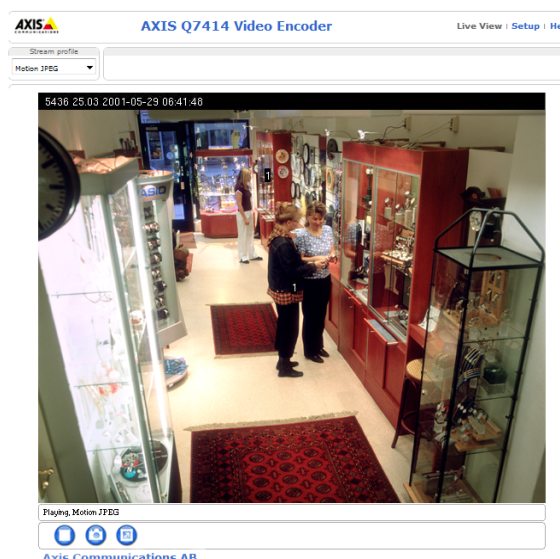 AXIS
COMMUNICATIONS
AXIS Q7414 Video Encoder
Live View | Setup | He
Stream profile
Motion JPEG
5436 25.03 2001-05-29 06:41:48
CASIO
1
1
Playing, Motion JPEG
Axis Communications AB